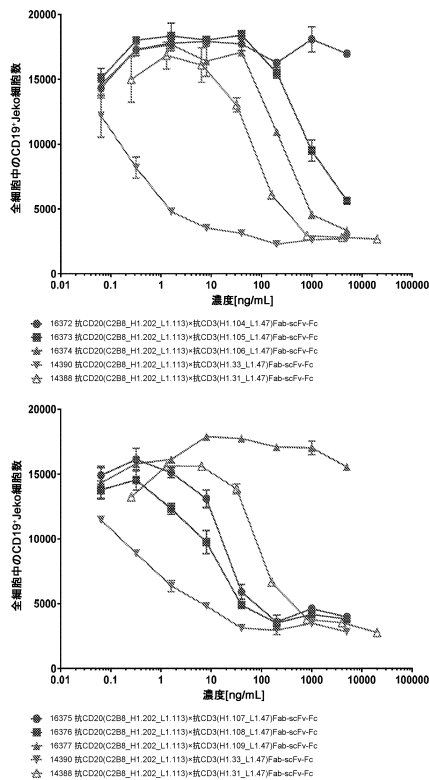 20000
15000
10000
5000
0
全細胞中のCD19⁺Jeko細胞数
0.01 0.1 1 10 100 1000 10000 100000
濃度[ng/mL]
16372 抗CD20(C2B8_H1.202_L1.113)×抗CD3(H1.104_L1.47)Fab-scFv-Fc
16373 抗CD20(C2B8_H1.202_L1.113)×抗CD3(H1.105_L1.47)Fab-scFv-Fc
16374 抗CD20(C2B8_H1.202_L1.113)×抗CD3(H1.106_L1.47)Fab-scFv-Fc
14390 抗CD20(C2B8_H1.202_L1.113)×抗CD3(H1.33_L1.47)Fab-scFv-Fc
14388 抗CD20(C2B8_H1.202_L1.113)×抗CD3(H1.31_L1.47)Fab-scFv-Fc
20000
15000
10000
5000
0
全細胞中のCD19⁺Jeko細胞数
0.01 0.1 1 10 100 1000 10000 100000
濃度[ng/mL]
16375 抗CD20(C2B8_H1.202_L1.113)×抗CD3(H1.107_L1.47)Fab-scFv-Fc
16376 抗CD20(C2B8_H1.202_L1.113)×抗CD3(H1.108_L1.47)Fab-scFv-Fc
16377 抗CD20(C2B8_H1.202_L1.113)×抗CD3(H1.109_L1.47)Fab-scFv-Fc
14390 抗CD20(C2B8_H1.202_L1.113)×抗CD3(H1.33_L1.47)Fab-scFv-Fc
14388 抗CD20(C2B8_H1.202_L1.113)×抗CD3(H1.31_L1.47)Fab-scFv-Fc